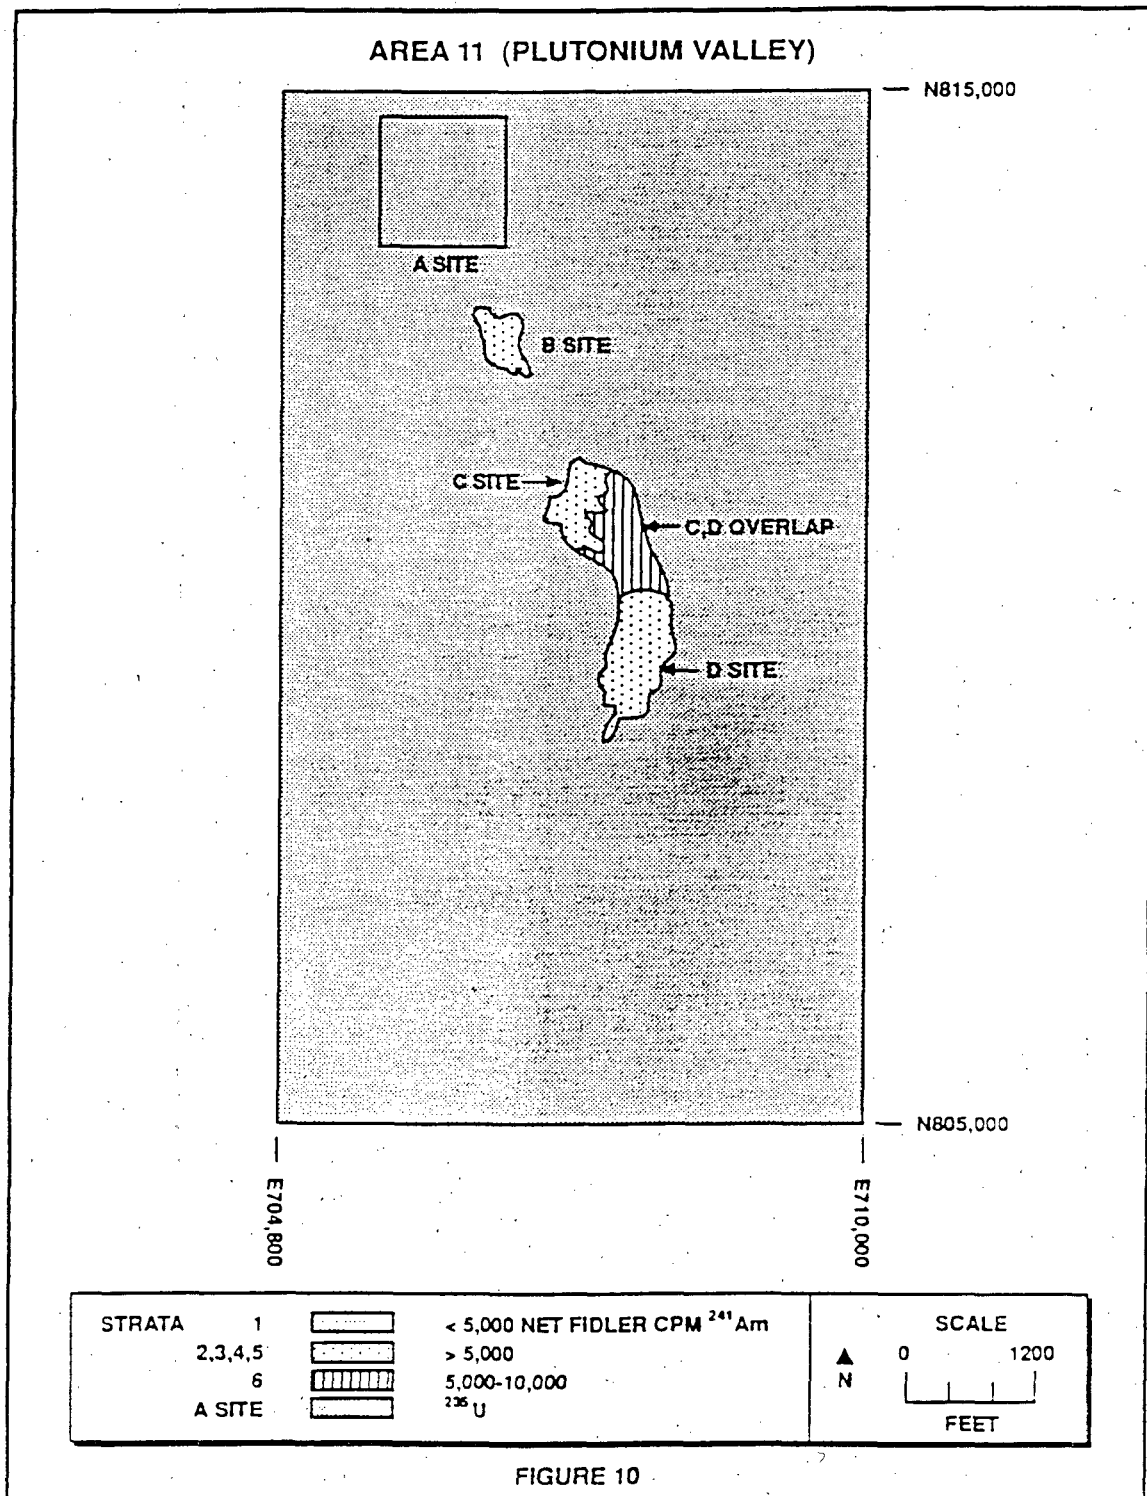 AREA 11 (PLUTONIUM VALLEY)
N815,000
A SITE
B SITE
C SITE
C,D OVERLAP
D SITE
N805,000
E704,800
E710,000
STRATA 1 < 5,000 NET FIDLER CPM ²⁴¹Am
2,3,4,5 > 5,000
6 5,000-10,000
A SITE ²³⁵U
SCALE
0 1200
N
FEET
FIGURE 10